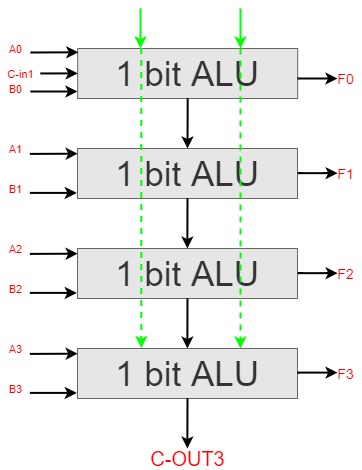 A0
C-in1
B0
1 bit ALU
F0
A1
B1
1 bit ALU
F1
A2
B2
1 bit ALU
F2
A3
B3
1 bit ALU
F3
C-OUT3